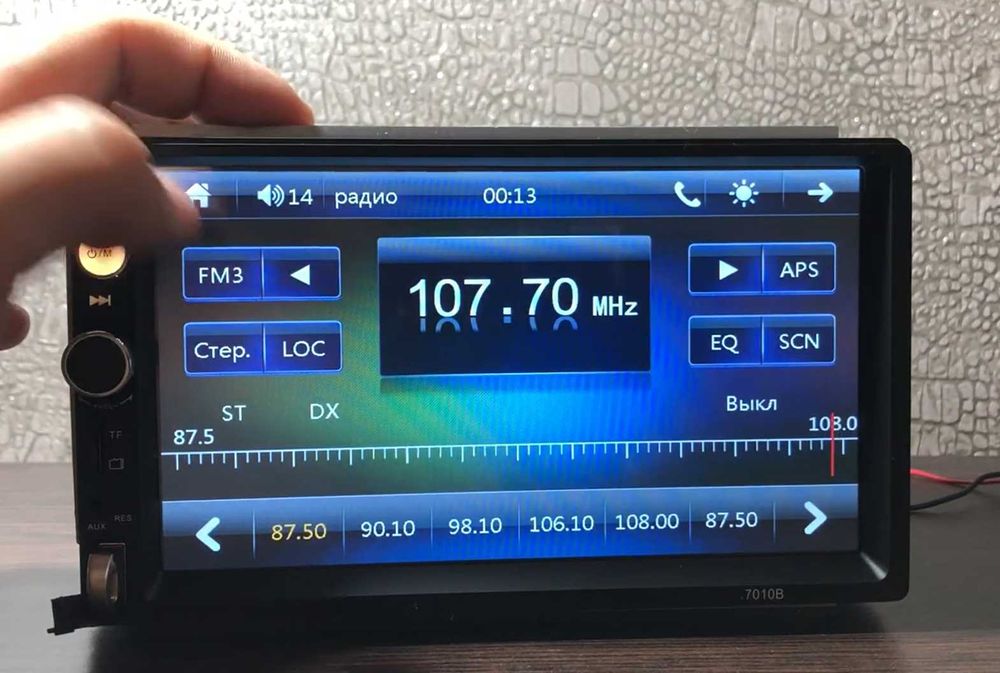 14 радио 00:13
⏻/M
FM3 APS
107.70 MHz
Стер. LOC EQ SCN
ST DX Выкл
87.5 108.0
TF
AUX RES
87.50 90.10 98.10 106.10 108.00 87.50
7010B